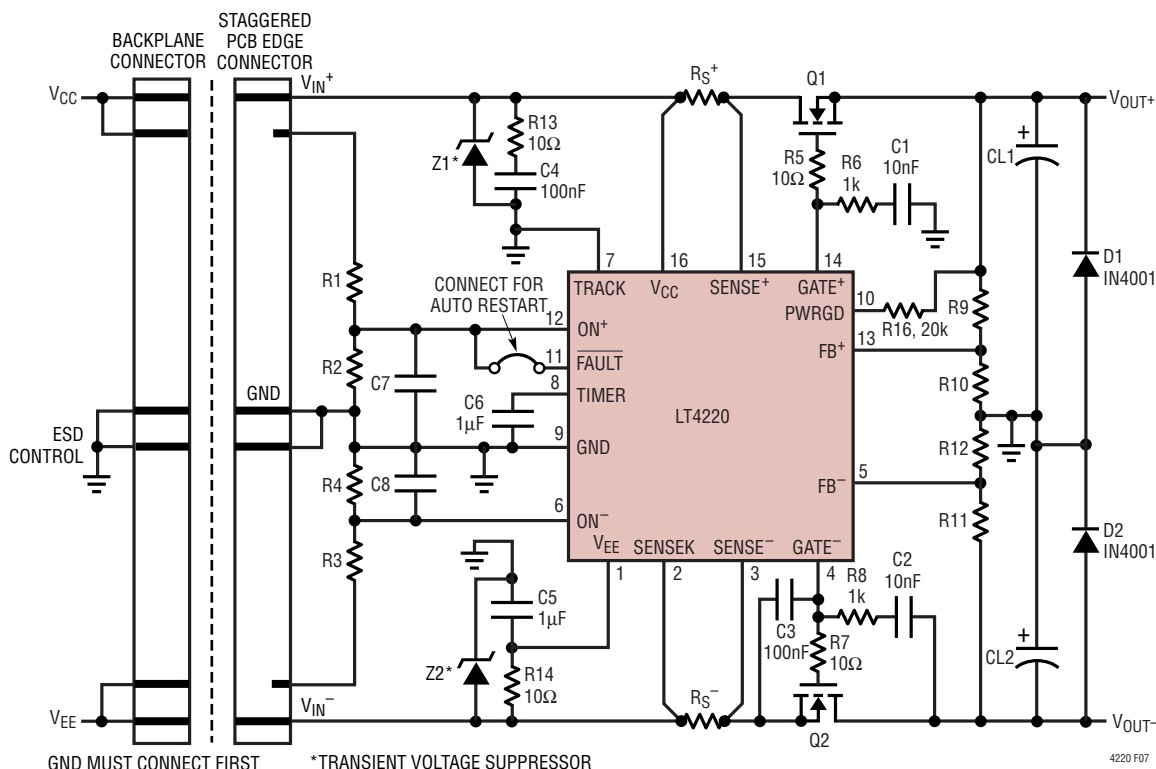 BACKPLANE
CONNECTOR
STAGGERED
PCB EDGE
CONNECTOR
VCC
VIN+
RS+
Q1
VOUT+
Z1*
R13
10Ω
C4
100nF
R5
10Ω
R6
1k
C1
10nF
CL1
+
D1
IN4001
R1
R2
CONNECT FOR
AUTO RESTART
7
16
15
14
TRACK
VCC
SENSE+
GATE+
10
PWRGD
R16, 20k
R9
12
ON+
11
FAULT
13
FB+
8
TIMER
C7
C6
1µF
R10
GND
LT4220
ESD
CONTROL
9
GND
R12
R4
C8
5
FB–
6
ON–
R11
D2
IN4001
R3
VEE
SENSEK
SENSE–
GATE–
1
2
3
4
C5
1µF
C3
100nF
R8
1k
C2
10nF
R7
10Ω
CL2
+
Z2*
R14
10Ω
VEE
VIN–
RS–
Q2
VOUT–
GND MUST CONNECT FIRST
*TRANSIENT VOLTAGE SUPPRESSOR
4220 F07